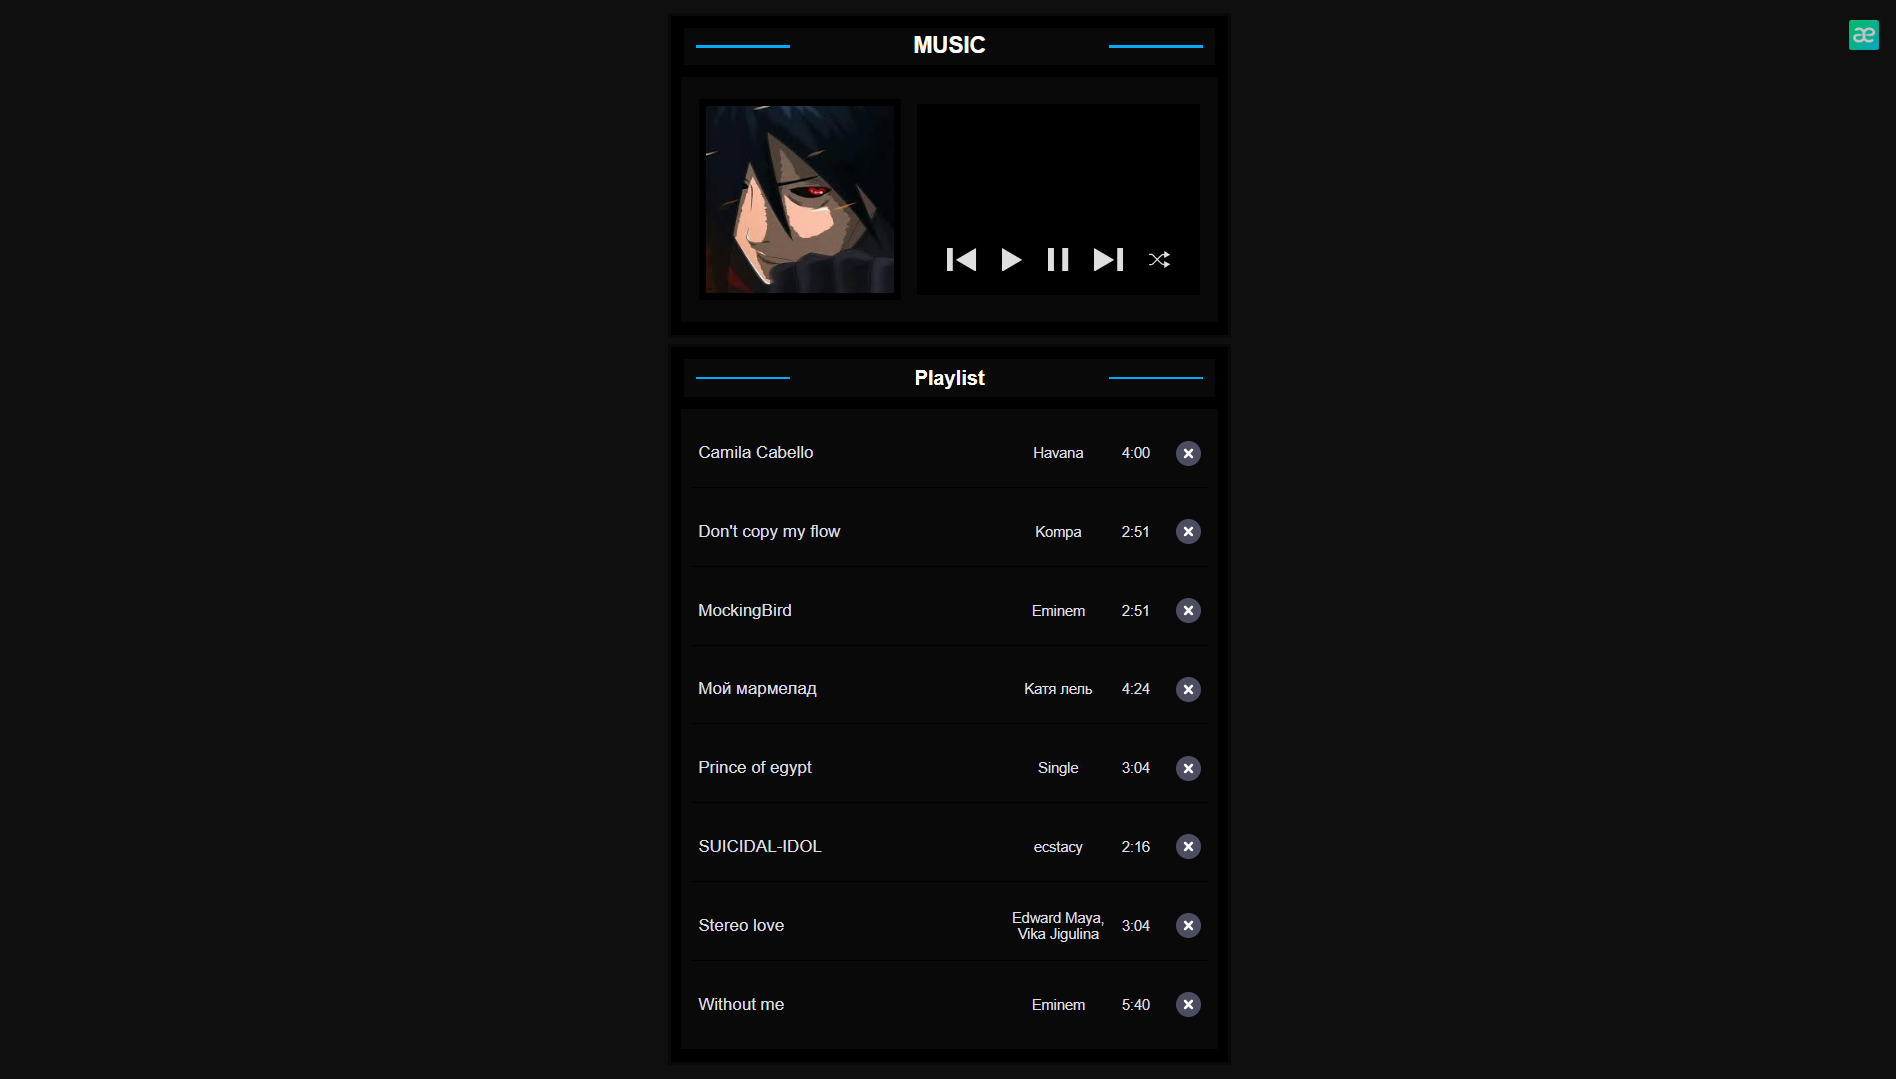 MUSIC
æ
Playlist
Camila Cabello Havana 4:00
Don't copy my flow Kompa 2:51
MockingBird Eminem 2:51
Мой мармелад Катя лель 4:24
Prince of egypt Single 3:04
SUICIDAL-IDOL ecstacy 2:16
Stereo love Edward Maya, 3:04
Vika Jigulina
Without me Eminem 5:40